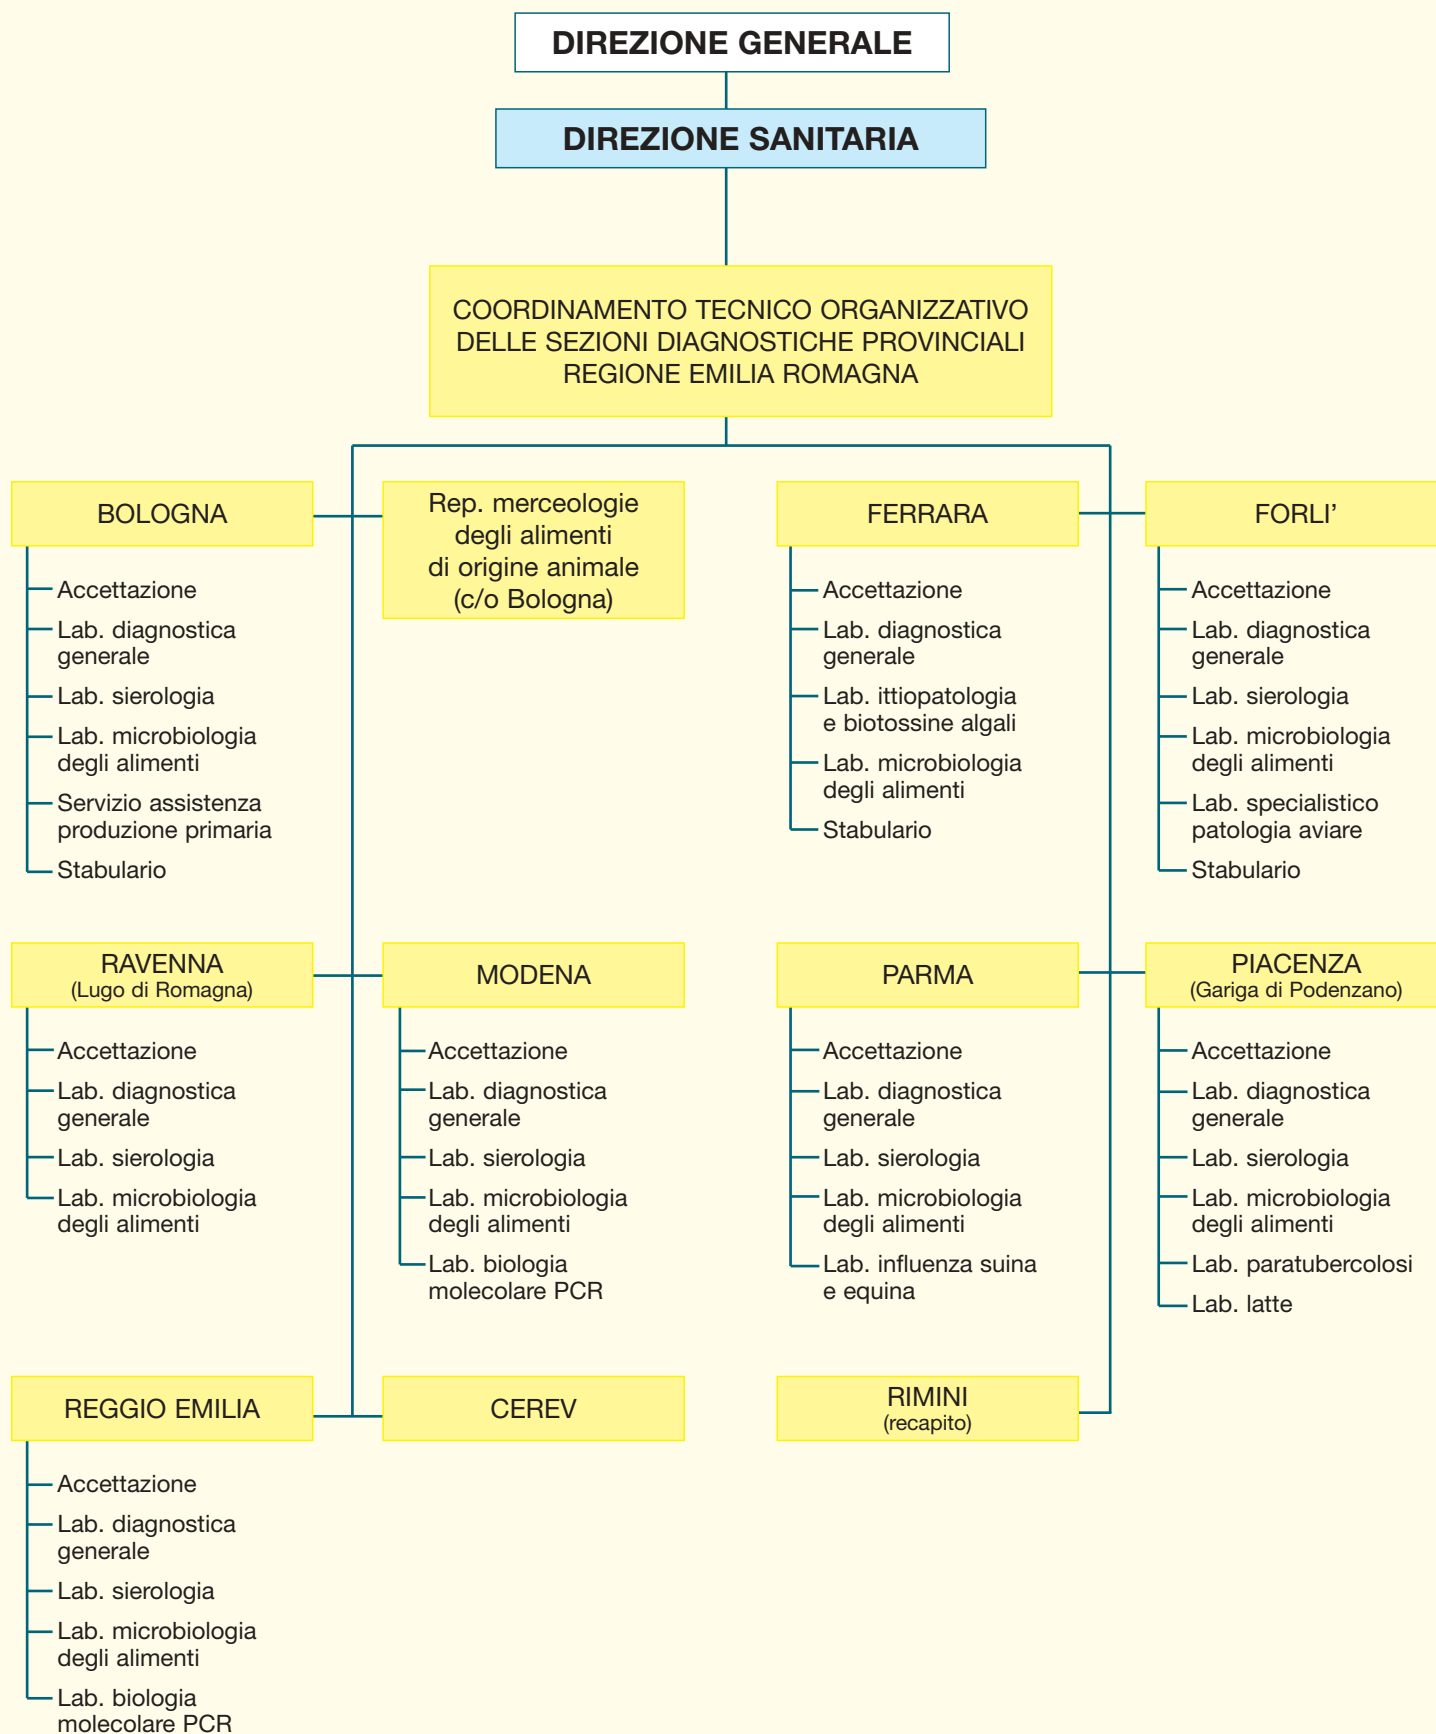 DIREZIONE GENERALE
DIREZIONE SANITARIA
COORDINAMENTO TECNICO ORGANIZZATIVO
DELLE SEZIONI DIAGNOSTICHE PROVINCIALI
REGIONE EMILIA ROMAGNA
BOLOGNA
Accettazione
Lab. diagnostica
generale
Lab. sierologia
Lab. microbiologia
degli alimenti
Servizio assistenza
produzione primaria
Stabulario
Rep. merceologie
degli alimenti
di origine animale
(c/o Bologna)
FERRARA
Accettazione
Lab. diagnostica
generale
Lab. ittiopatologia
e biotossine algali
Lab. microbiologia
degli alimenti
Stabulario
FORLI’
Accettazione
Lab. diagnostica
generale
Lab. sierologia
Lab. microbiologia
degli alimenti
Lab. specialistico
patologia aviare
Stabulario
RAVENNA
(Lugo di Romagna)
Accettazione
Lab. diagnostica
generale
Lab. sierologia
Lab. microbiologia
degli alimenti
MODENA
Accettazione
Lab. diagnostica
generale
Lab. sierologia
Lab. microbiologia
degli alimenti
Lab. biologia
molecolare PCR
PARMA
Accettazione
Lab. diagnostica
generale
Lab. sierologia
Lab. microbiologia
degli alimenti
Lab. influenza suina
e equina
PIACENZA
(Gariga di Podenzano)
Accettazione
Lab. diagnostica
generale
Lab. sierologia
Lab. microbiologia
degli alimenti
Lab. paratubercolosi
Lab. latte
REGGIO EMILIA
Accettazione
Lab. diagnostica
generale
Lab. sierologia
Lab. microbiologia
degli alimenti
Lab. biologia
molecolare PCR
CEREV
RIMINI
(recapito)